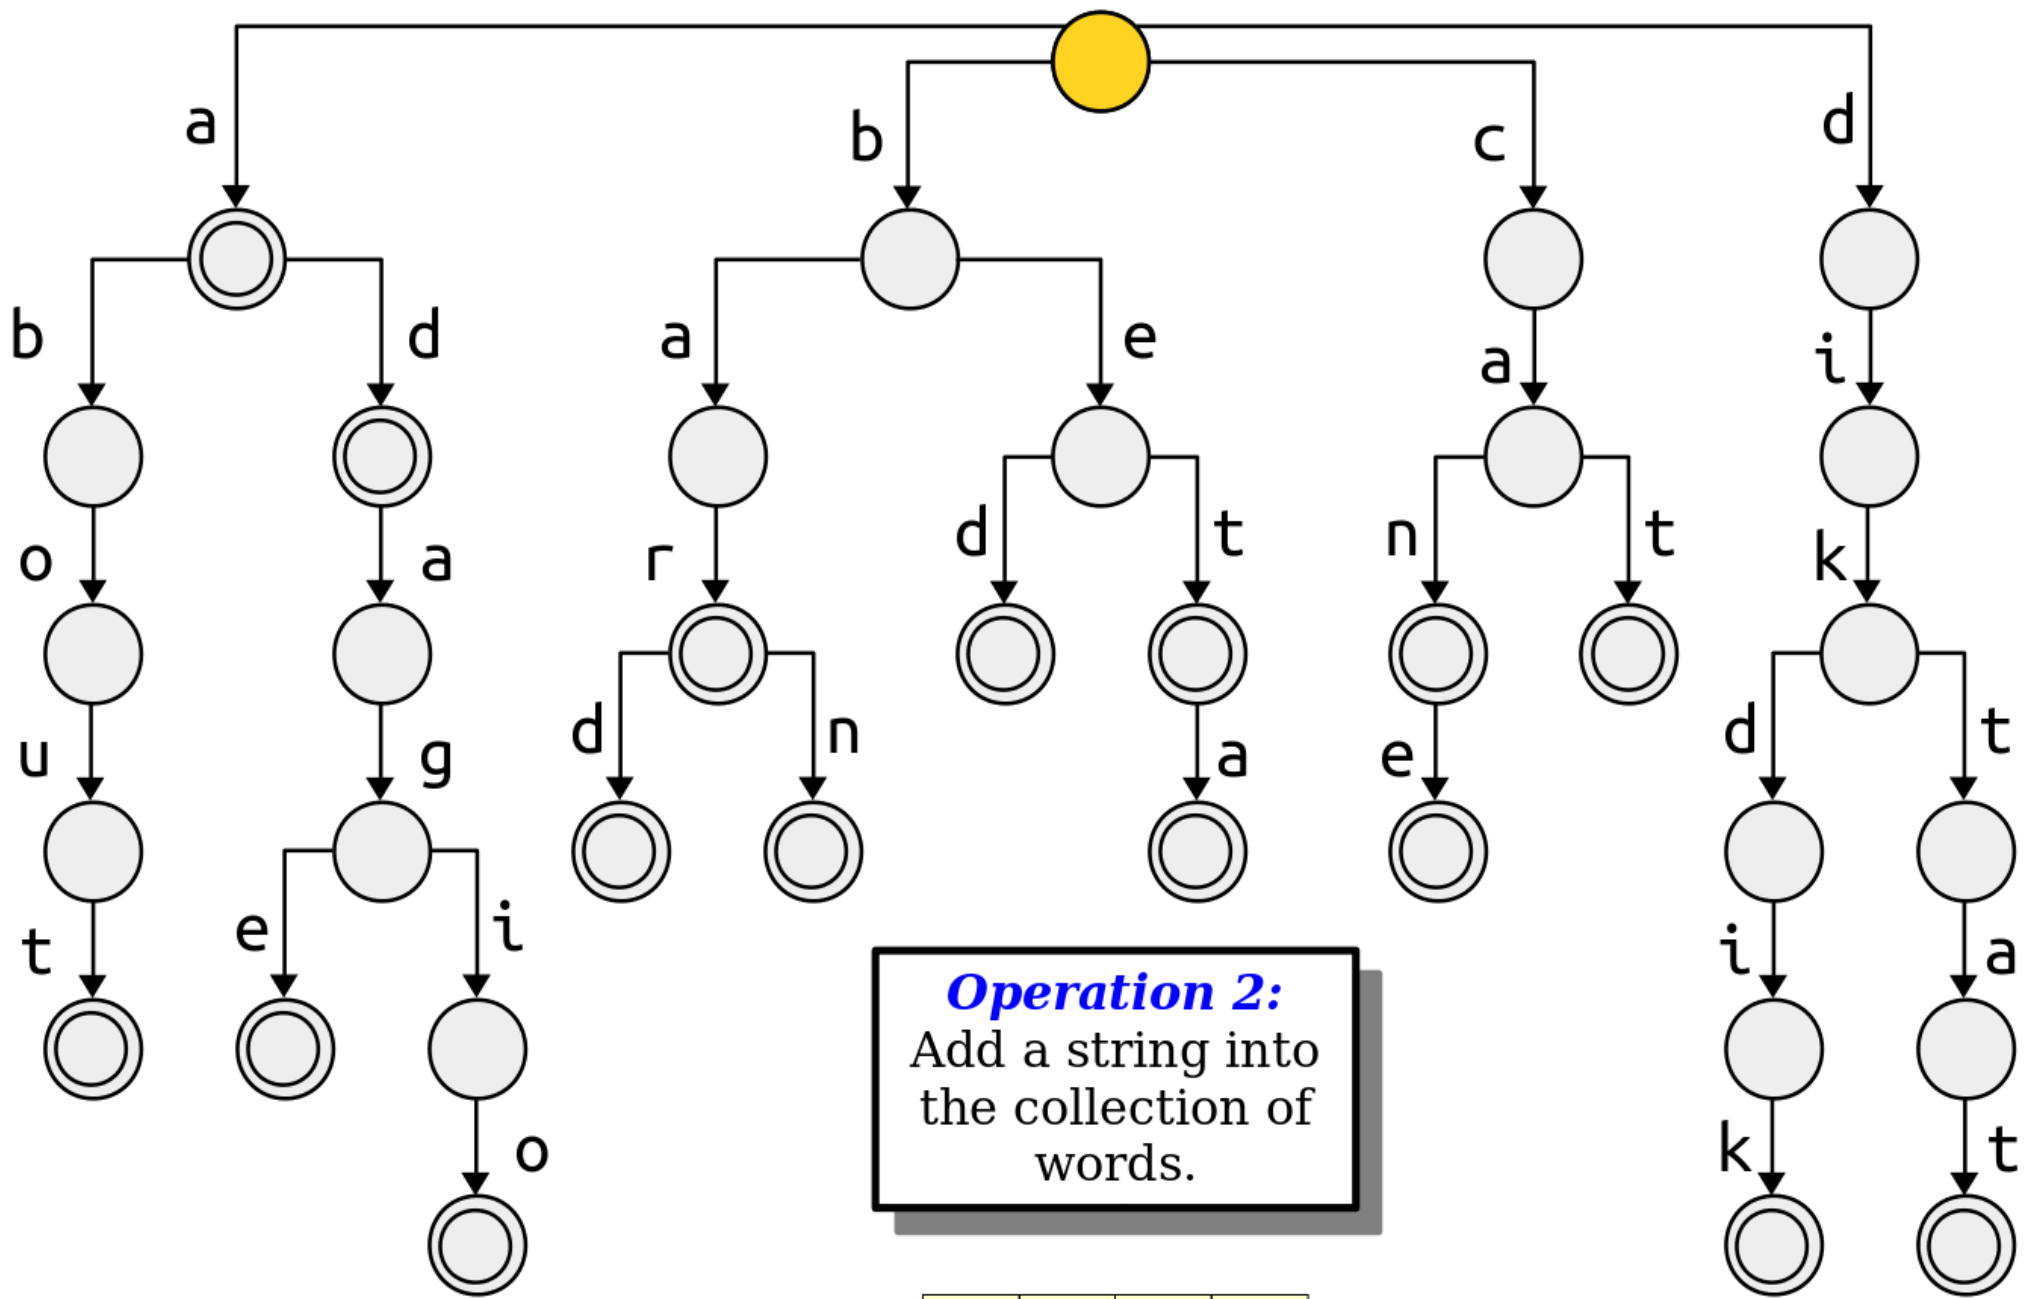 a
b
c
d
b
d
a
e
a
i
o
a
r
d
t
n
t
k
u
g
d
n
a
e
d
t
t
e
i
i
a
Operation 2:
Add a string into
the collection of
words.
o
k
t